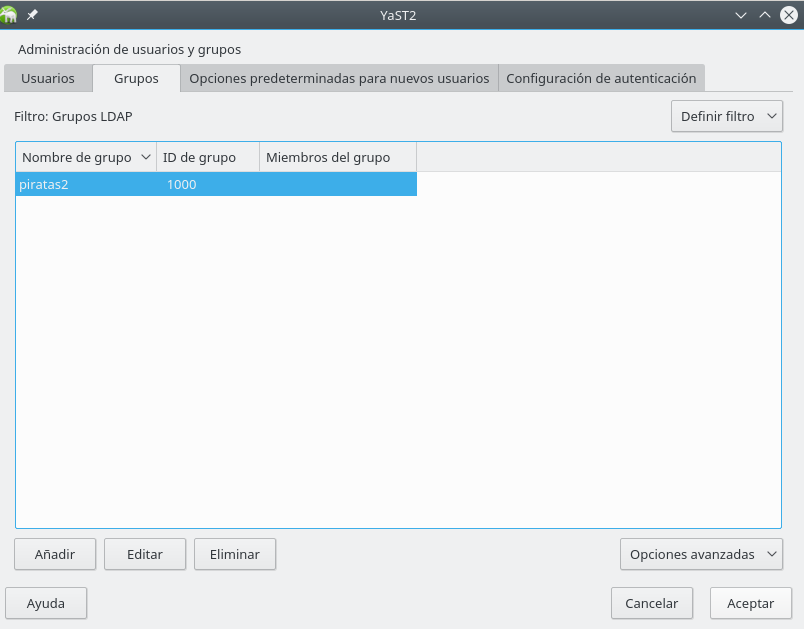 YaST2
Administración de usuarios y grupos
Usuarios Grupos Opciones predeterminadas para nuevos usuarios Configuración de autenticación
Filtro: Grupos LDAP Definir filtro
Nombre de grupo ID de grupo Miembros del grupo
piratas2 1000
Añadir Editar Eliminar Opciones avanzadas
Ayuda Cancelar Aceptar